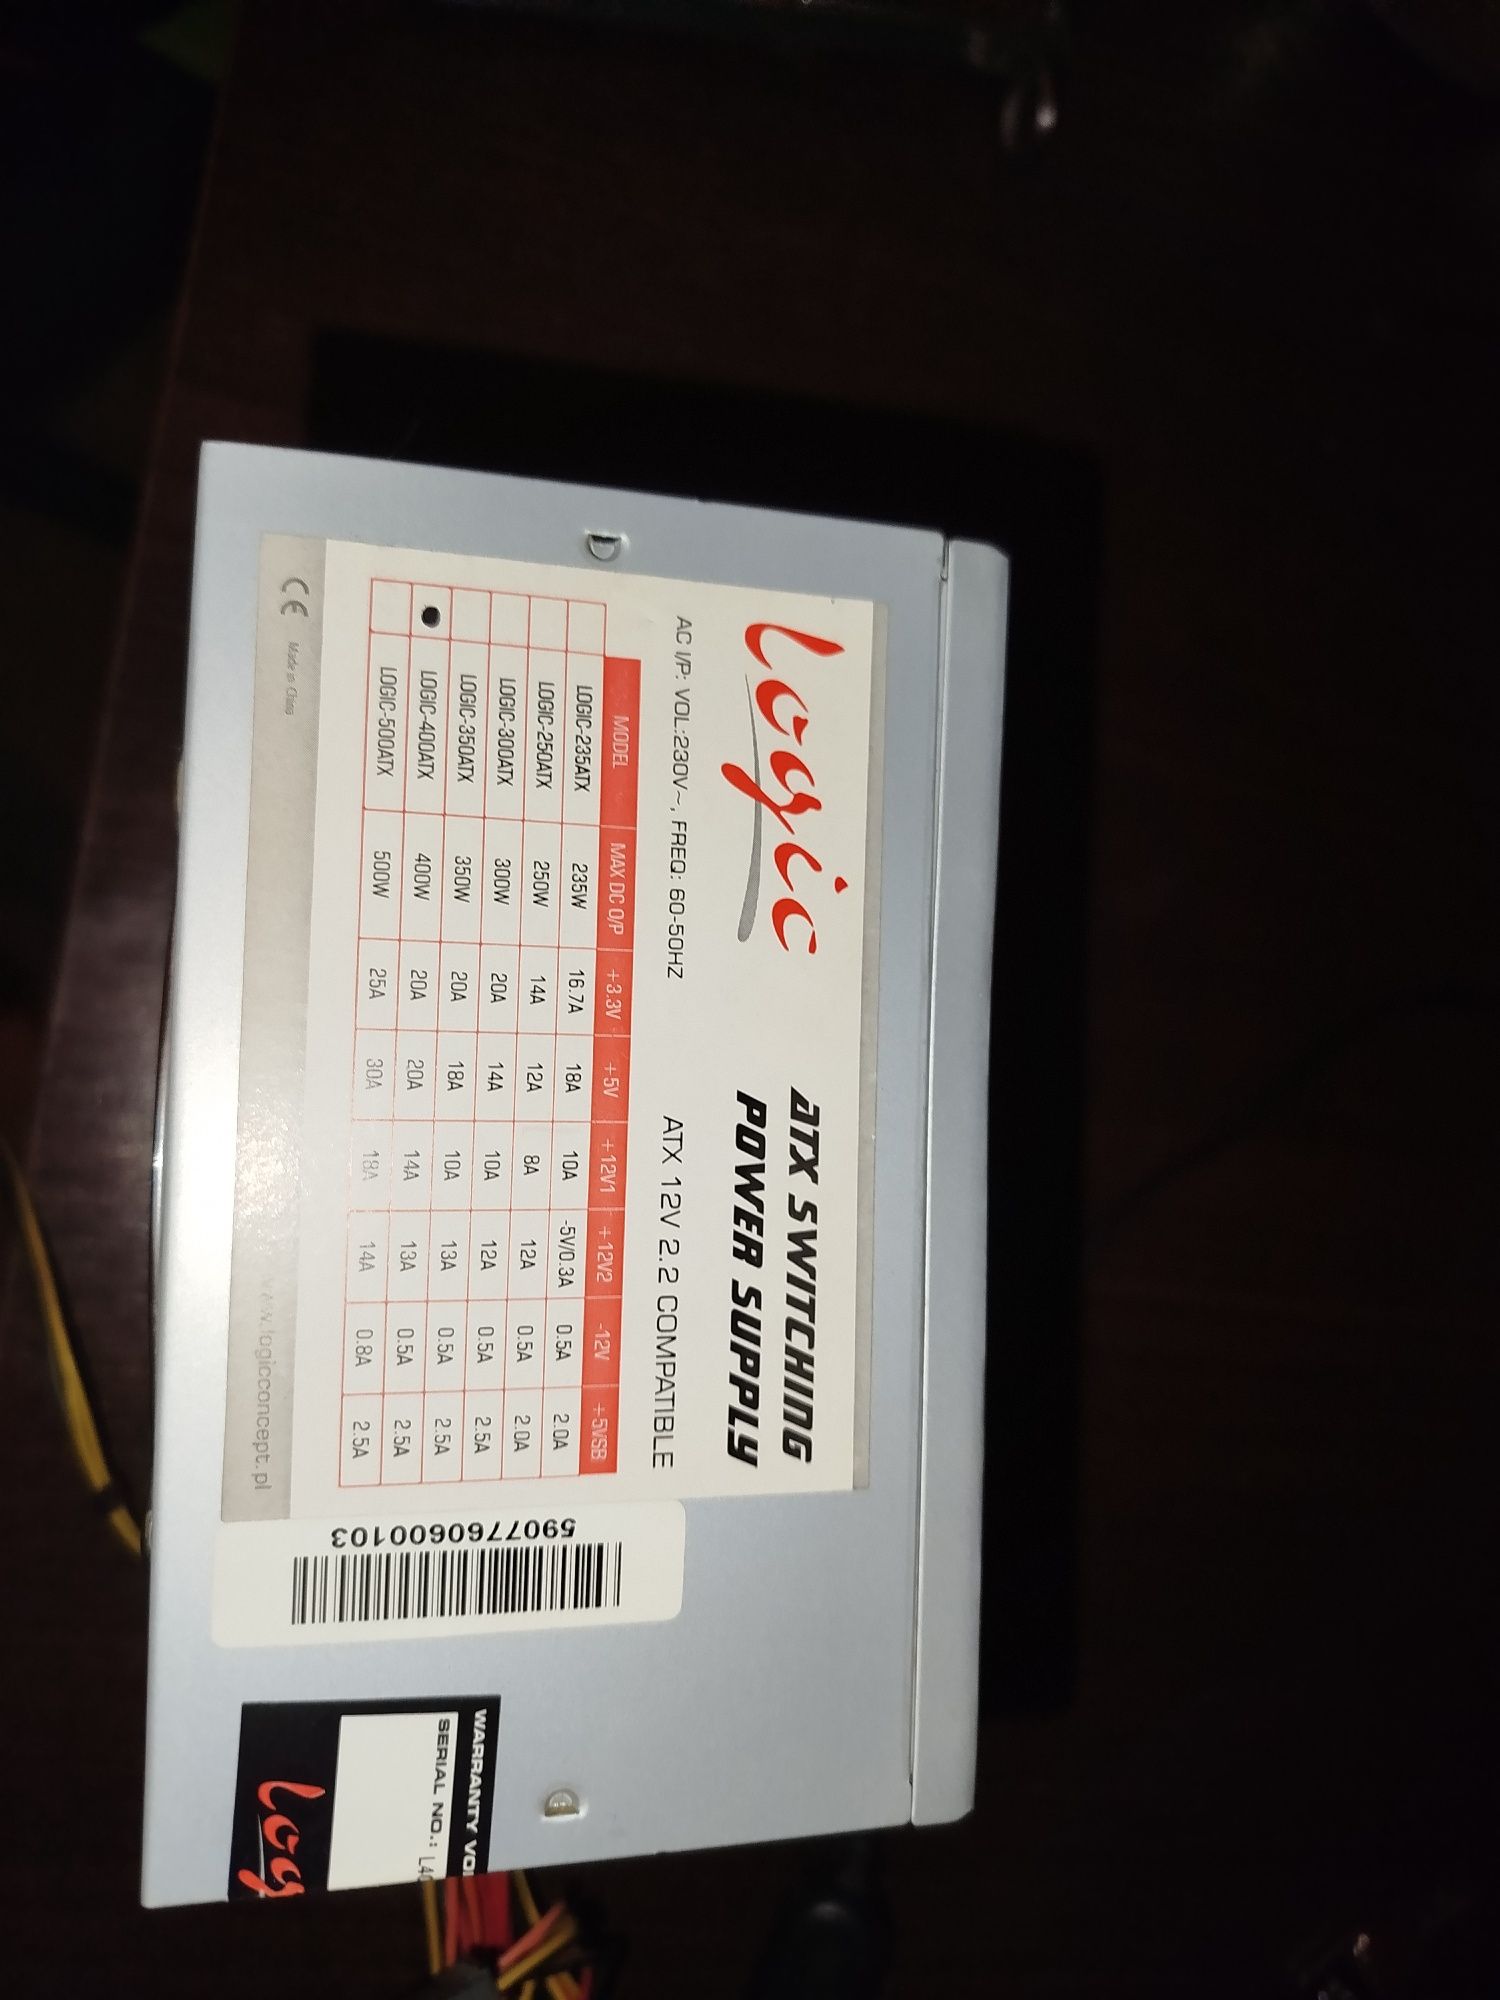 Logic
ATX SWITCHING
POWER SUPPLY
AC I/P: VOL:230V~, FREQ: 60-50HZ
ATX 12V 2.2 COMPATIBLE
MODEL MAX DC O/P +3.3V +5V +12V1 +12V2 -12V +5VSB
LOGIC-235ATX 235W 16.7A 18A 10A -5V/0.3A 0.5A 2.0A
LOGIC-250ATX 250W 14A 12A 8A 12A 0.5A 2.0A
LOGIC-300ATX 300W 20A 14A 10A 12A 0.5A 2.5A
LOGIC-350ATX 350W 20A 18A 10A 13A 0.5A 2.5A
LOGIC-400ATX 400W 20A 20A 14A 13A 0.5A 2.5A
LOGIC-500ATX 500W 25A 30A 18A 14A 0.8A 2.5A
CE Made in China
www.logicconcept.pl
5907760600103
WARRANTY VOI
SERIAL NO.: L40
Log